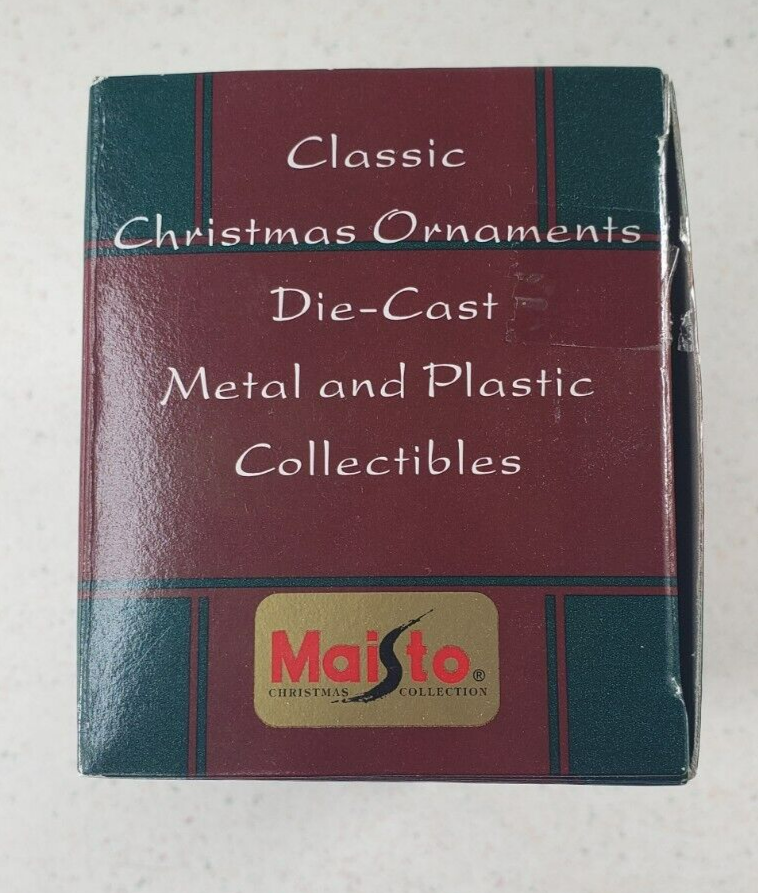 Classic
Christmas Ornaments
Die-Cast
Metal and Plastic
Collectibles
Maisto®
CHRISTMAS COLLECTION